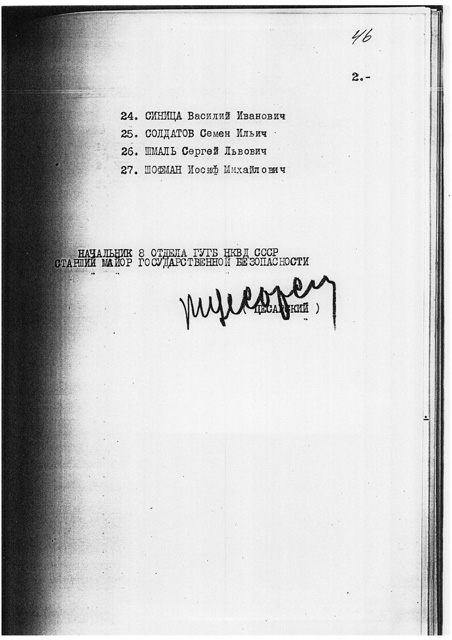 46
2.-
24. СИНИЦА Василий Иванович
25. СОЛДАТОВ Семен Ильич
26. ШМАЛЬ Сергей Львович
27. ШОФМАН Иосиф Михайлович
НАЧАЛЬНИК 8 ОТДЕЛА ГУГБ НКВД СССР
СТАРШИЙ МАЙОР ГОСУДАРСТВЕННОЙ БЕЗОПАСНОСТИ
( ЦЕСАРСКИЙ )